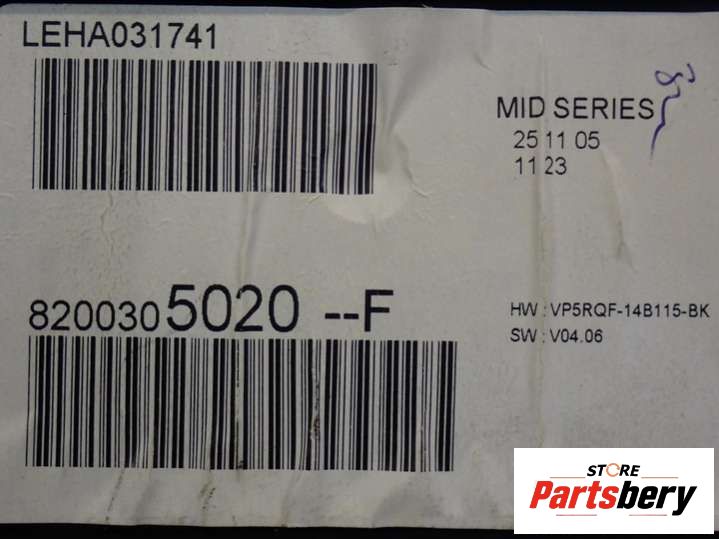 LEHA031741
MID SERIES
25 11 05
11 23
8200305020 --F
HW : VP5RQF-14B115-BK
SW : V04.06
STORE
Partsbery